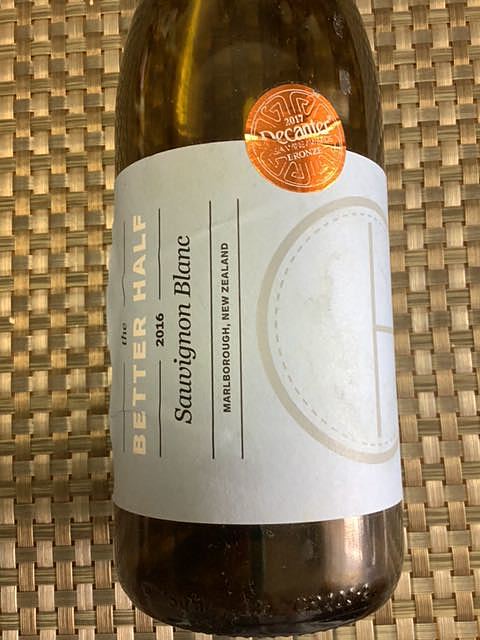 2017
Decanter
BRONZE
the
BETTER HALF
2016
Sauvignon Blanc
MARLBOROUGH, NEW ZEALAND